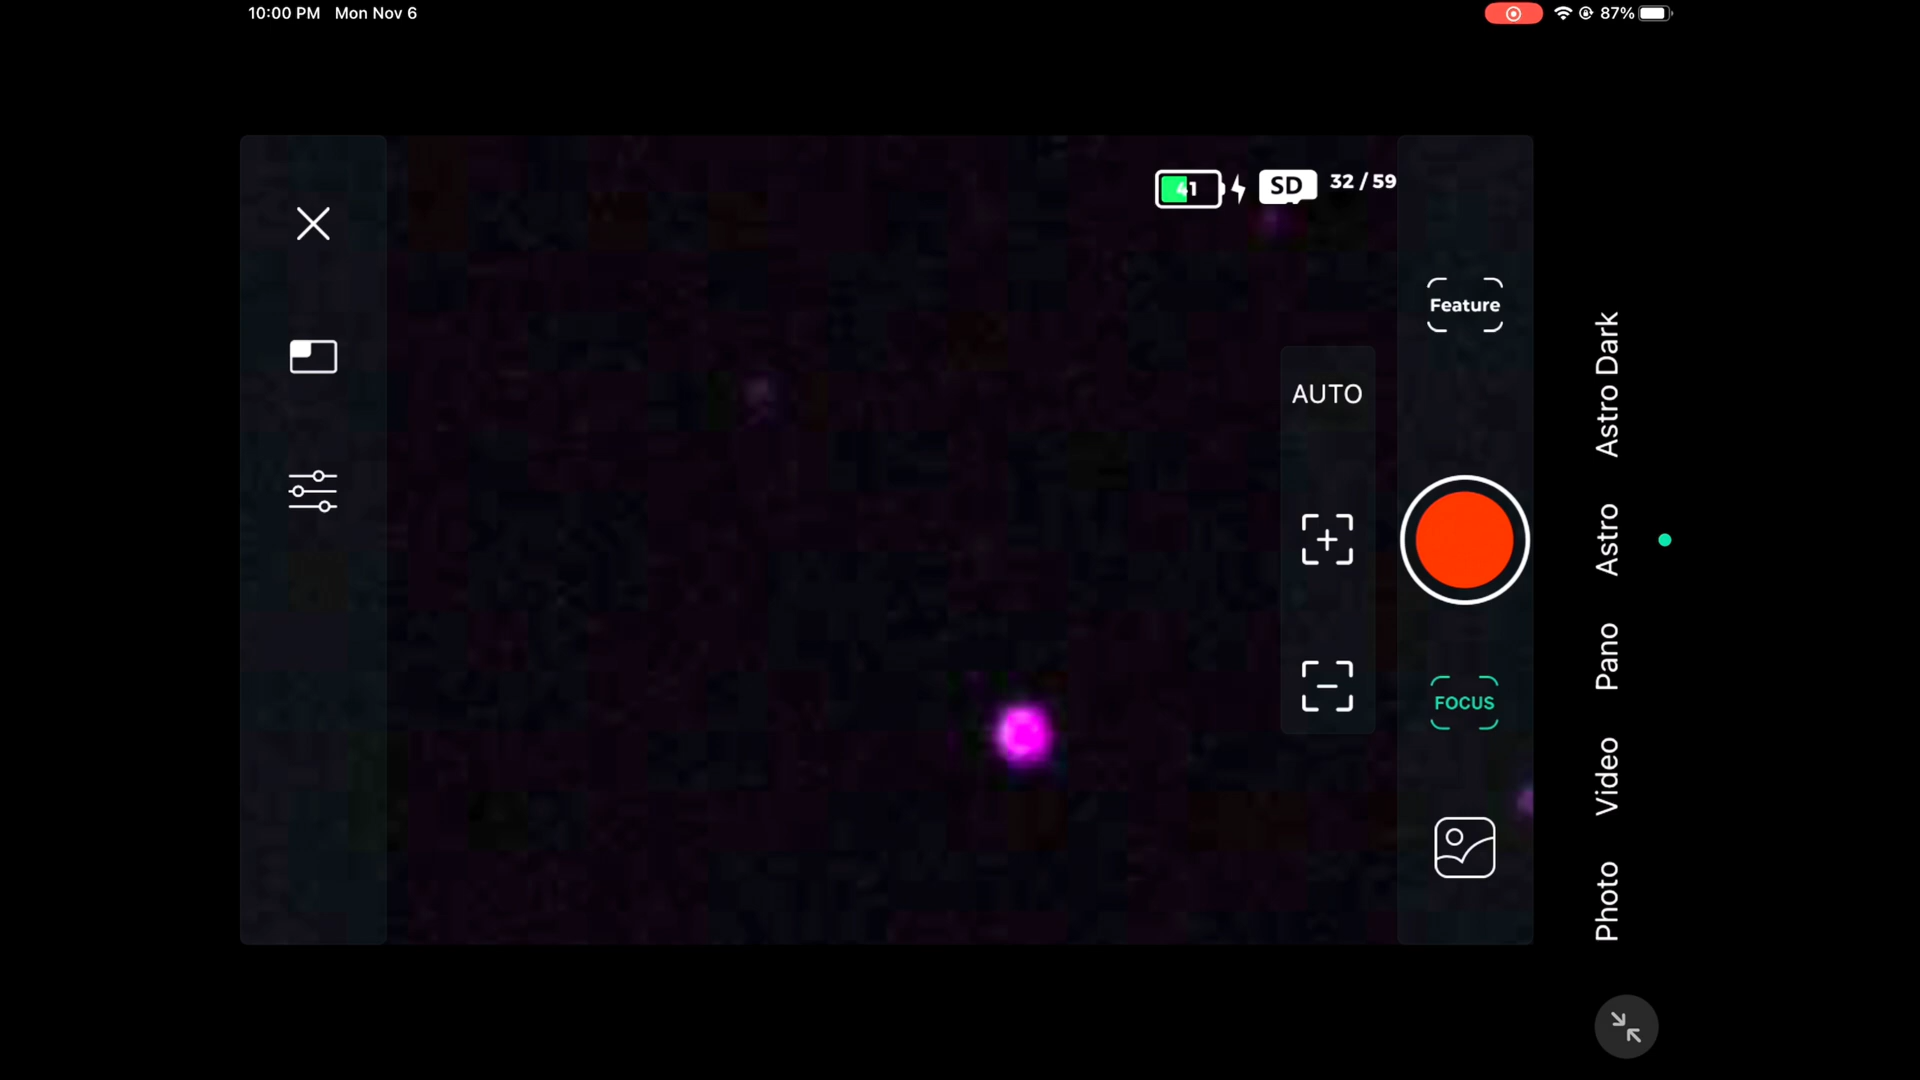 10:00 PM Mon Nov 6
87%
41
SD
32 / 59
Feature
AUTO
FOCUS
Astro Dark
Astro
Pano
Video
Photo